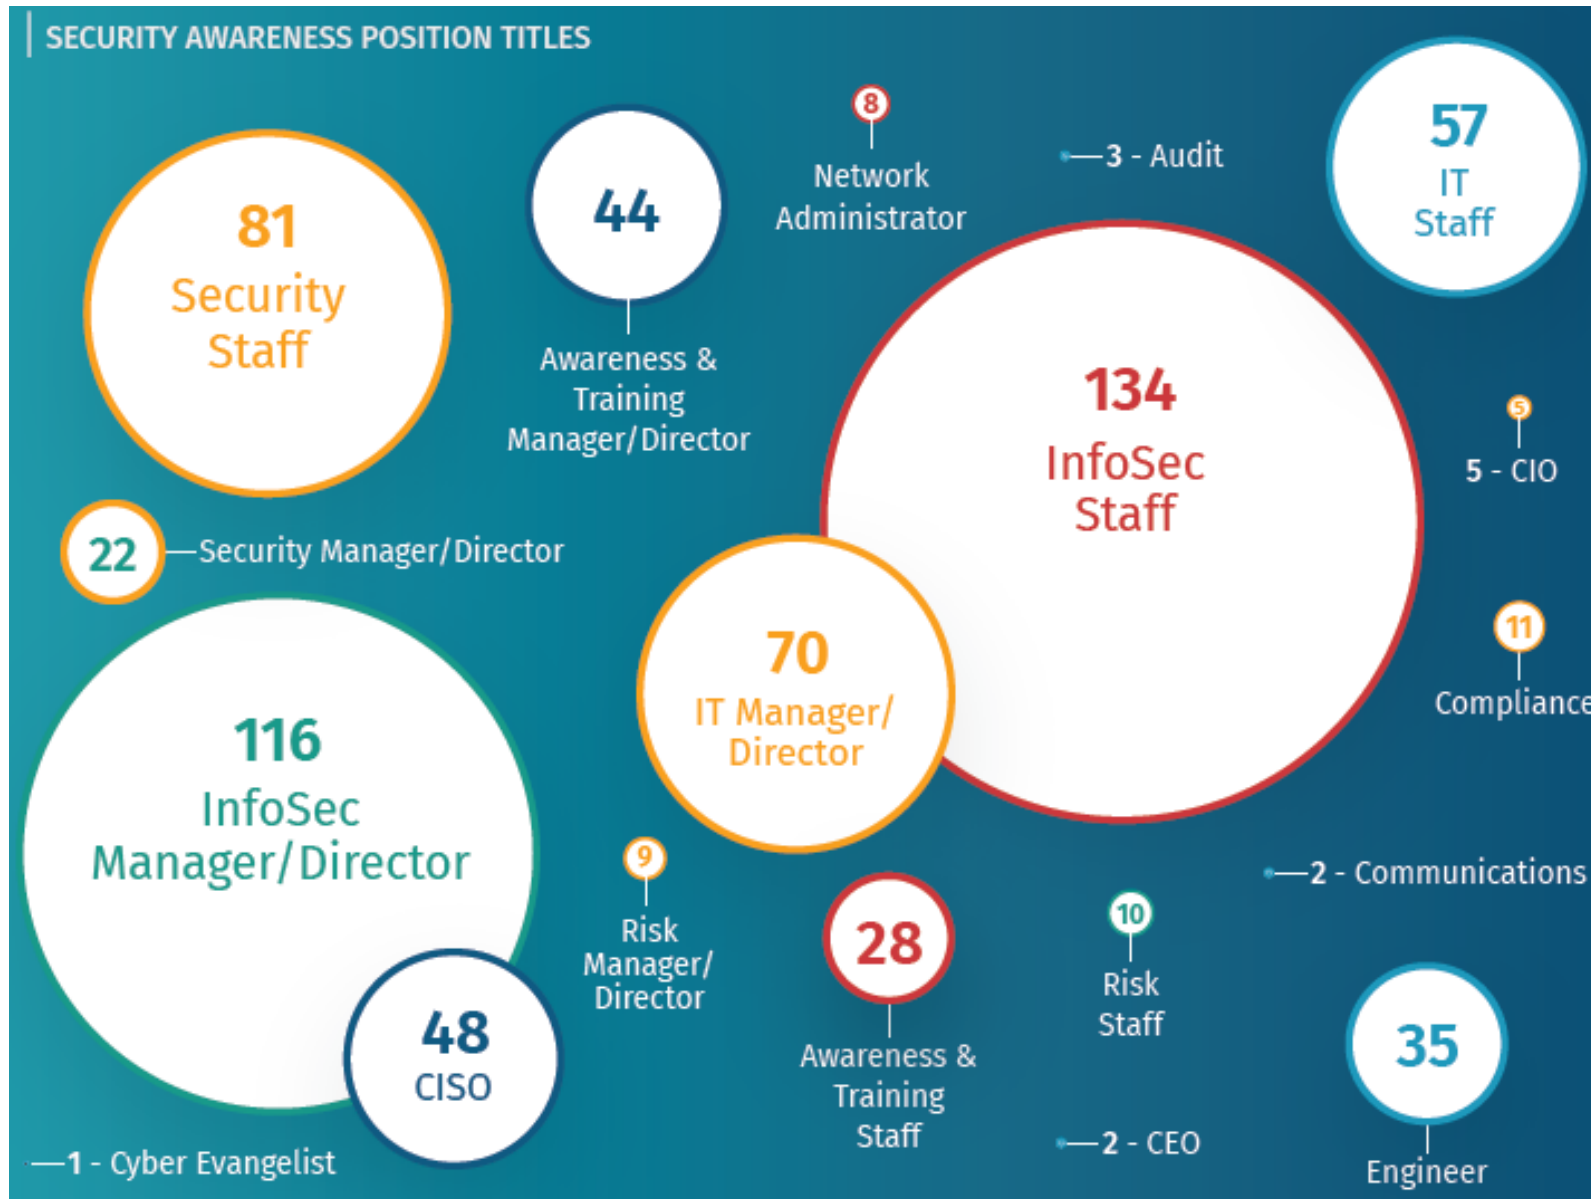 SECURITY AWARENESS POSITION TITLES
81
Security
Staff
44
Awareness &
Training
Manager/Director
8
Network
Administrator
3 - Audit
57
IT
Staff
134
InfoSec
Staff
5
5 - CIO
22
Security Manager/Director
70
IT Manager/
Director
11
Compliance
116
InfoSec
Manager/Director
9
Risk
Manager/
Director
28
Awareness &
Training
Staff
10
Risk
Staff
2 - Communications
48
CISO
35
Engineer
2 - CEO
1 - Cyber Evangelist